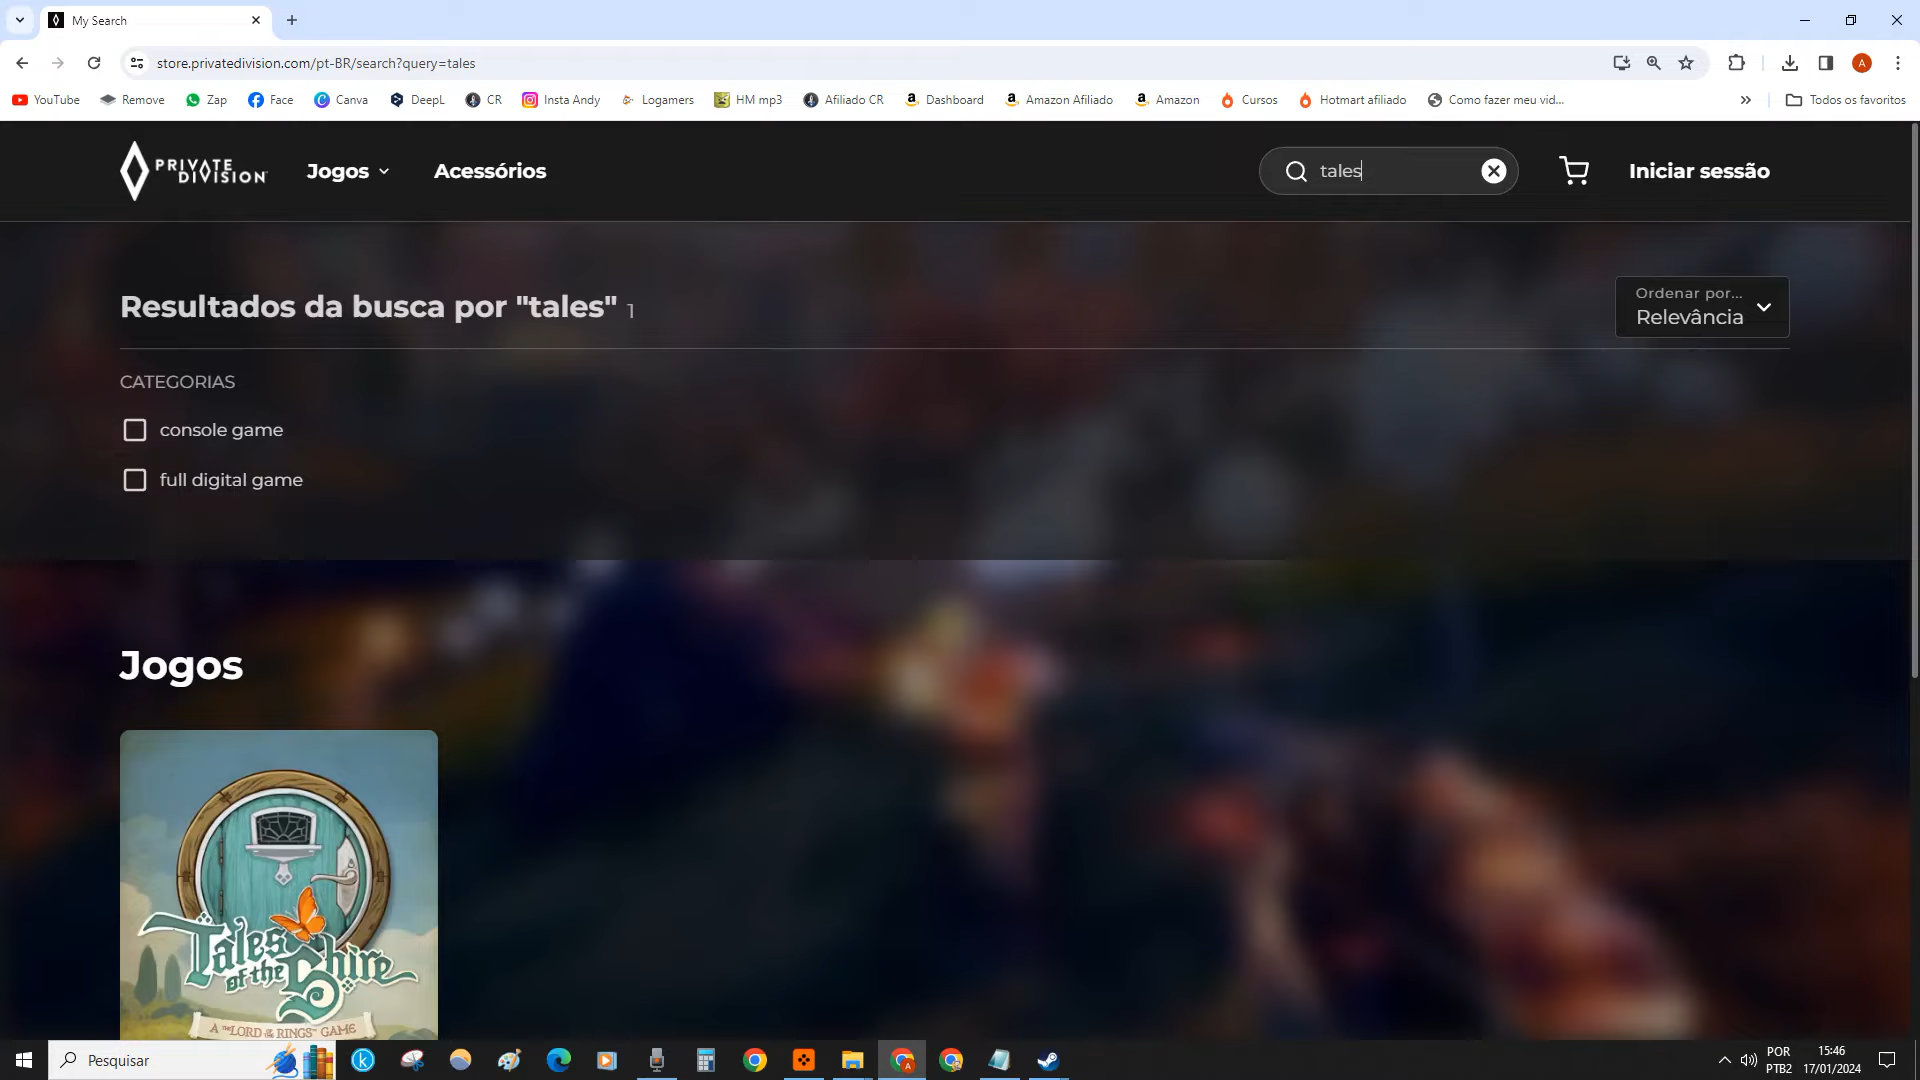 My Search
store.privatedivision.com/pt-BR/search?query=tales
YouTube
Remove
Zap
Face
Canva
DeepL
CR
Insta Andy
Logamers
HM mp3
Afiliado CR
Dashboard
Amazon Afiliado
Amazon
Cursos
Hotmart afiliado
Como fazer meu vid...
Todos os favoritos
PRIVATE
DIVISION
Jogos
Acessórios
tales
Iniciar sessão
Resultados da busca por "tales" 1
Ordenar por...
Relevância
CATEGORIAS
console game
full digital game
Jogos
Tales
of the Shire
A THE LORD OF THE RINGS™ GAME
Pesquisar
POR
PTB2
15:46
17/01/2024